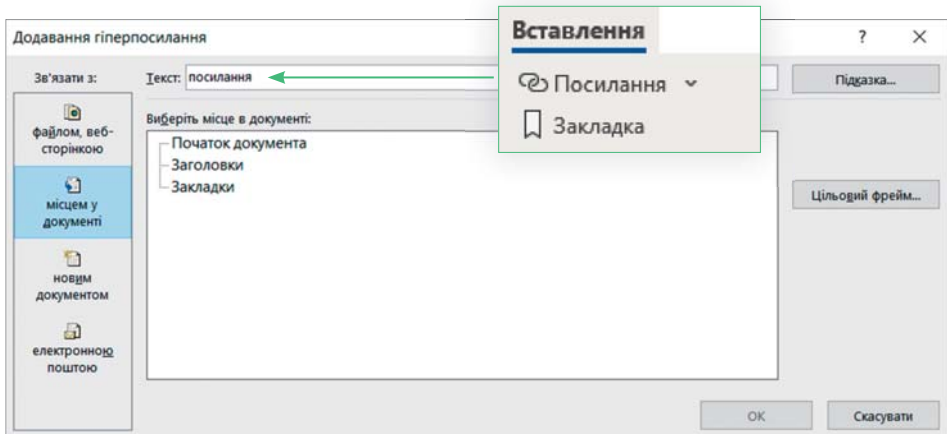 Додавання гіперпосилання
? ×
Вставлення
Посилання
Закладка
Зв'язати з:
Текст: посилання
Підказка...
файлом, веб-
сторінкою
місцем у
документі
новим
документом
електронною
поштою
Виберіть місце в документі:
Початок документа
Заголовки
Закладки
Цільовий фрейм...
ОК
Скасувати